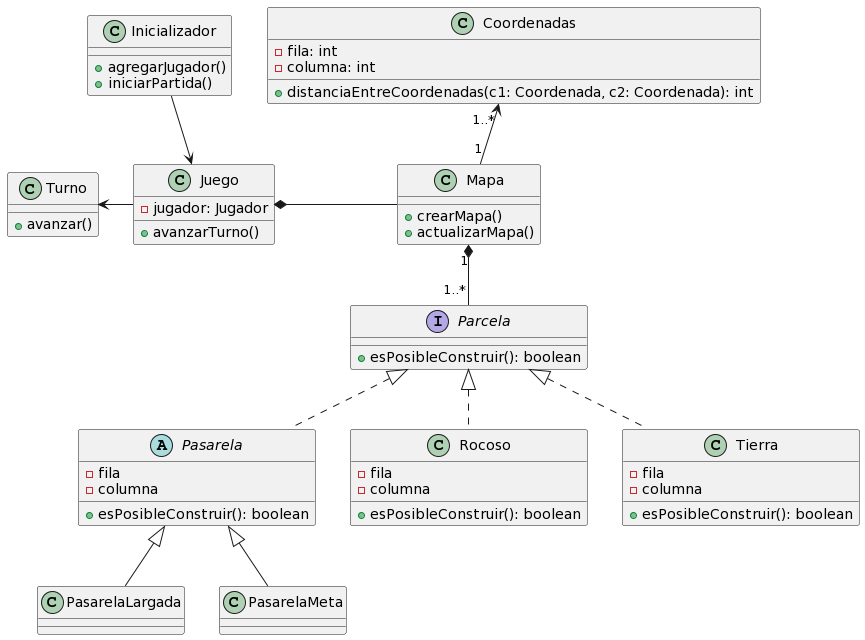 C Inicializador
+ agregarJugador()
+ iniciarPartida()
C Coordenadas
fila: int
columna: int
distanciaEntreCoordenadas(c1: Coordenada, c2: Coordenada): int
1..*
1
C Turno
avanzar()
C Juego
jugador: Jugador
avanzarTurno()
C Mapa
crearMapa()
actualizarMapa()
1
1..*
I Parcela
esPosibleConstruir(): boolean
A Pasarela
fila
columna
esPosibleConstruir(): boolean
C Rocoso
fila
columna
esPosibleConstruir(): boolean
C Tierra
fila
columna
esPosibleConstruir(): boolean
C PasarelaLargada
C PasarelaMeta